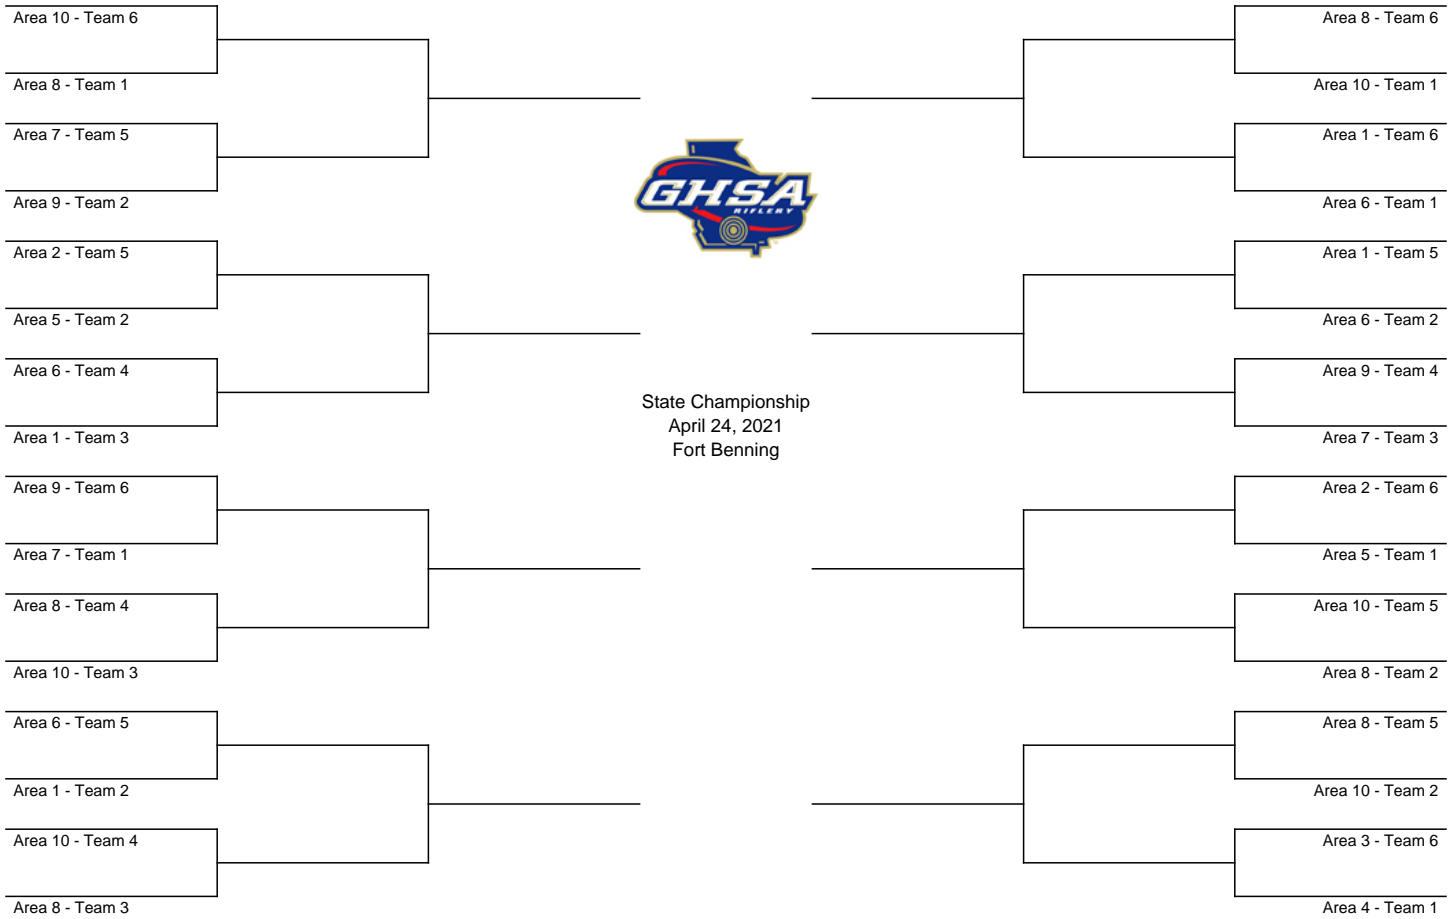 Area 10 - Team 6
Area 8 - Team 1
Area 7 - Team 5
Area 9 - Team 2
Area 2 - Team 5
Area 5 - Team 2
Area 6 - Team 4
Area 1 - Team 3
Area 9 - Team 6
Area 7 - Team 1
Area 8 - Team 4
Area 10 - Team 3
Area 6 - Team 5
Area 1 - Team 2
Area 10 - Team 4
Area 8 - Team 3
GHSA
RIFLERY
State Championship
April 24, 2021
Fort Benning
Area 8 - Team 6
Area 10 - Team 1
Area 1 - Team 6
Area 6 - Team 1
Area 1 - Team 5
Area 6 - Team 2
Area 9 - Team 4
Area 7 - Team 3
Area 2 - Team 6
Area 5 - Team 1
Area 10 - Team 5
Area 8 - Team 2
Area 8 - Team 5
Area 10 - Team 2
Area 3 - Team 6
Area 4 - Team 1